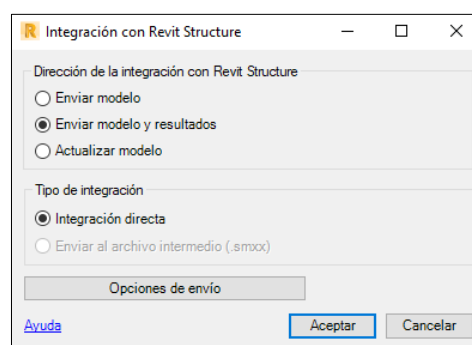 Integración con Revit Structure
Dirección de la integración con Revit Structure
Enviar modelo
Enviar modelo y resultados
Actualizar modelo
Tipo de integración
Integración directa
Enviar al archivo intermedio (.smxx)
Opciones de envío
Ayuda
Aceptar
Cancelar